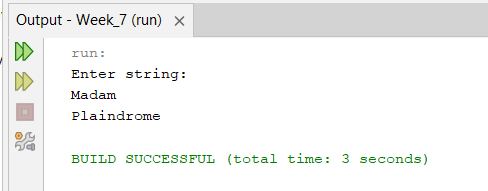 Output - Week_7 (run)
run:
Enter string:
Madam
Plaindrome
BUILD SUCCESSFUL (total time: 3 seconds)